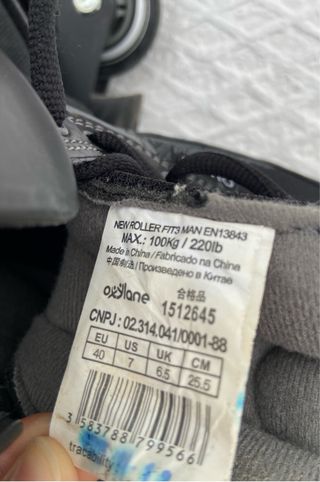 NEW ROLLER FIT3 MAN EN13843
MAX.: 100Kg / 220lb
Made in China / Fabricado na China
中国制造 / Произведено в Китае
oxylane 合格品
1512645
CNPJ : 02.314.041/0001-88
EU US UK CM
40 7 6.5 25.5
3 583788 799566
tracability